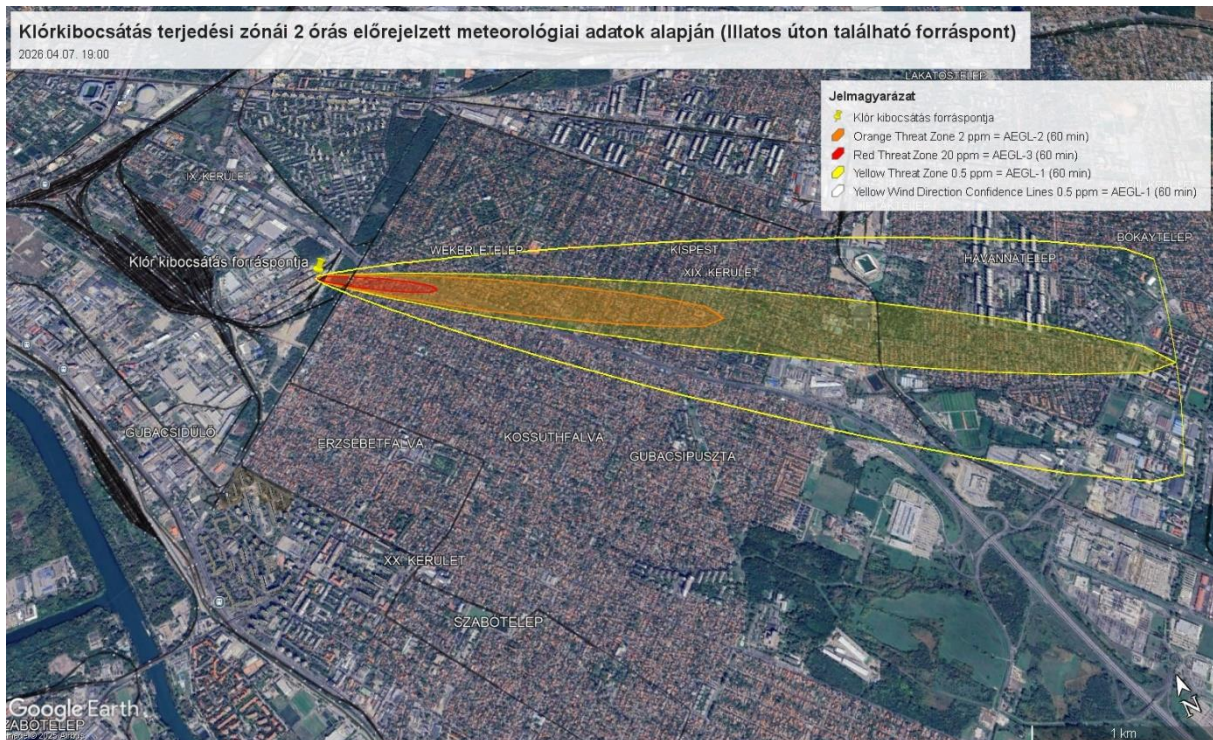 Klórkibocsátás terjedési zónái 2 órás előrejelzett meteorológiai adatok alapján (Illatos úton található forráspont)
2026.04.07. 19:00
LAKATOSTELEP
Jelmagyarázat
Klór kibocsátás forráspontja
Orange Threat Zone 2 ppm = AEGL-2 (60 min)
Red Threat Zone 20 ppm = AEGL-3 (60 min)
Yellow Threat Zone 0.5 ppm = AEGL-1 (60 min)
Yellow Wind Direction Confidence Lines 0.5 ppm = AEGL-1 (60 min)
IX. KERÜLET
BÓKAYTELEP
WEKERLETELEP
KISPEST
HAVANNATELEP
Klór kibocsátás forráspontja
XIX. KERÜLET
GUBACSIDŰLŐ
ERZSÉBETFALVA
KOSSUTHFALVA
GUBACSIPUSZTA
XX. KERÜLET
SZABÓTELEP
N
Google Earth
SZABÓTELEP
1 km